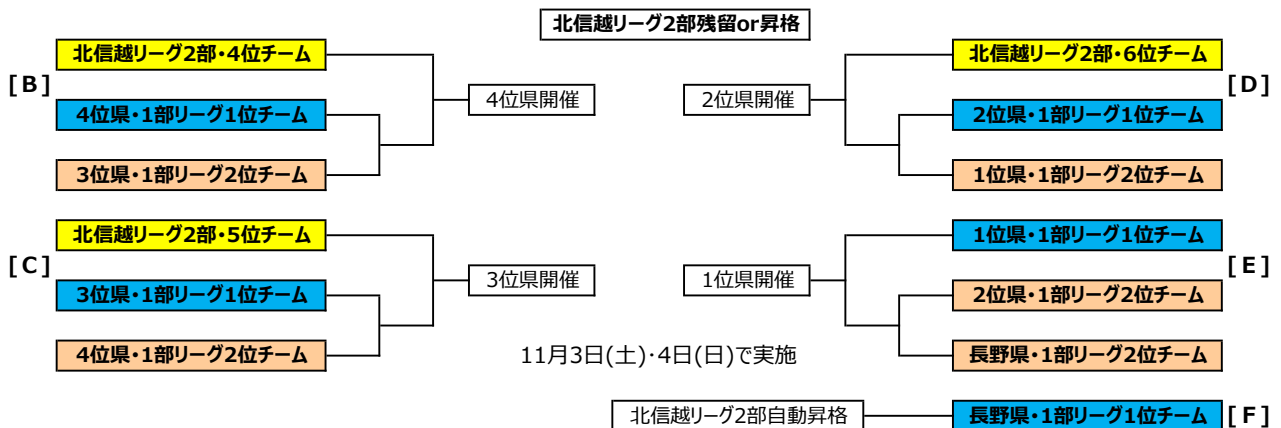 北信越リーグ2部残留or昇格
[B]
北信越リーグ2部・4位チーム
4位県・1部リーグ1位チーム
3位県・1部リーグ2位チーム
4位県開催
[C]
北信越リーグ2部・5位チーム
3位県・1部リーグ1位チーム
4位県・1部リーグ2位チーム
3位県開催
2位県開催
北信越リーグ2部・6位チーム
2位県・1部リーグ1位チーム
1位県・1部リーグ2位チーム
[D]
1位県開催
1位県・1部リーグ1位チーム
2位県・1部リーグ2位チーム
長野県・1部リーグ2位チーム
[E]
11月3日(土)・4日(日)で実施
北信越リーグ2部自動昇格
長野県・1部リーグ1位チーム
[F]